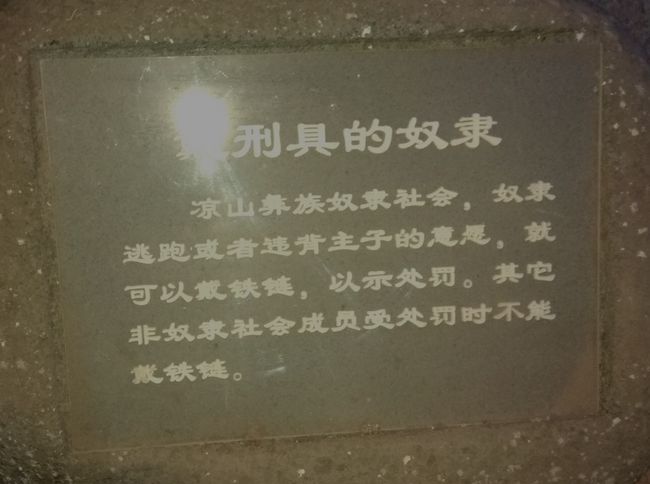 刑具的奴隶
凉山彝族奴隶社会，奴隶
逃跑或者违背主子的意愿，就
可以戴铁链，以示处罚。其它
非奴隶社会成员受处罚时不能
戴铁链。